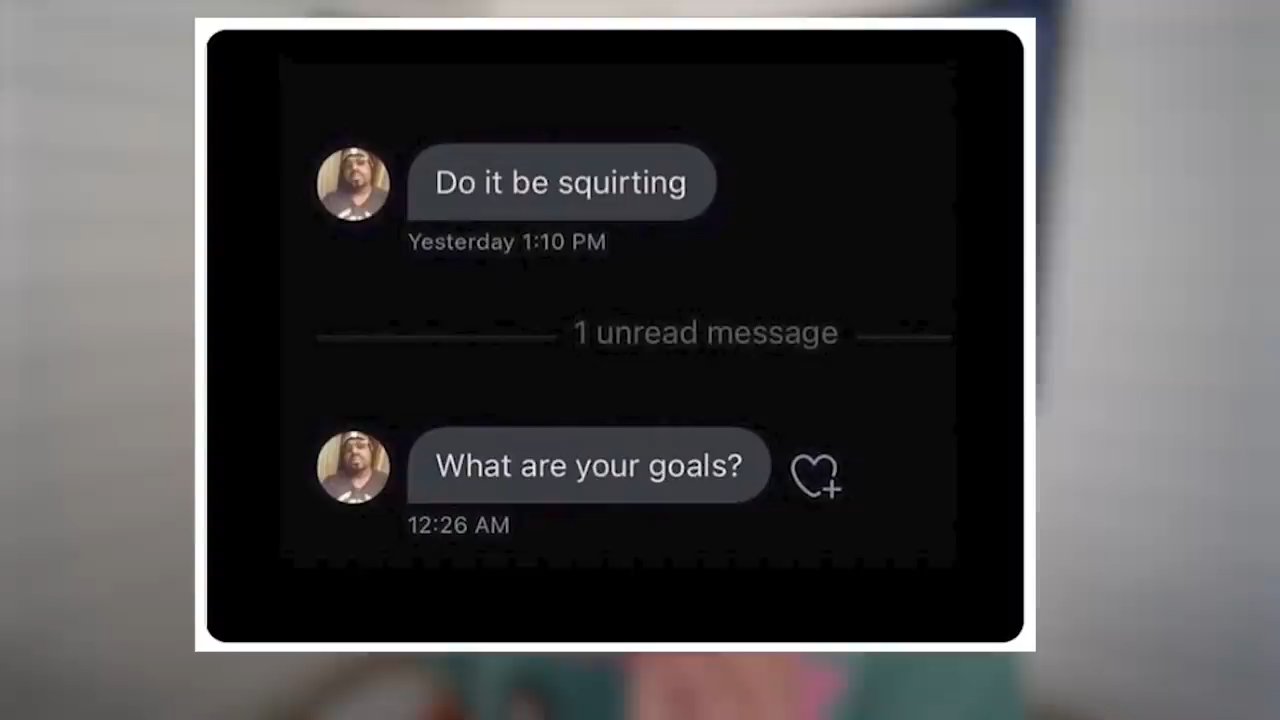 Do it be squirting
Yesterday 1:10 PM
1 unread message
What are your goals?
12:26 AM